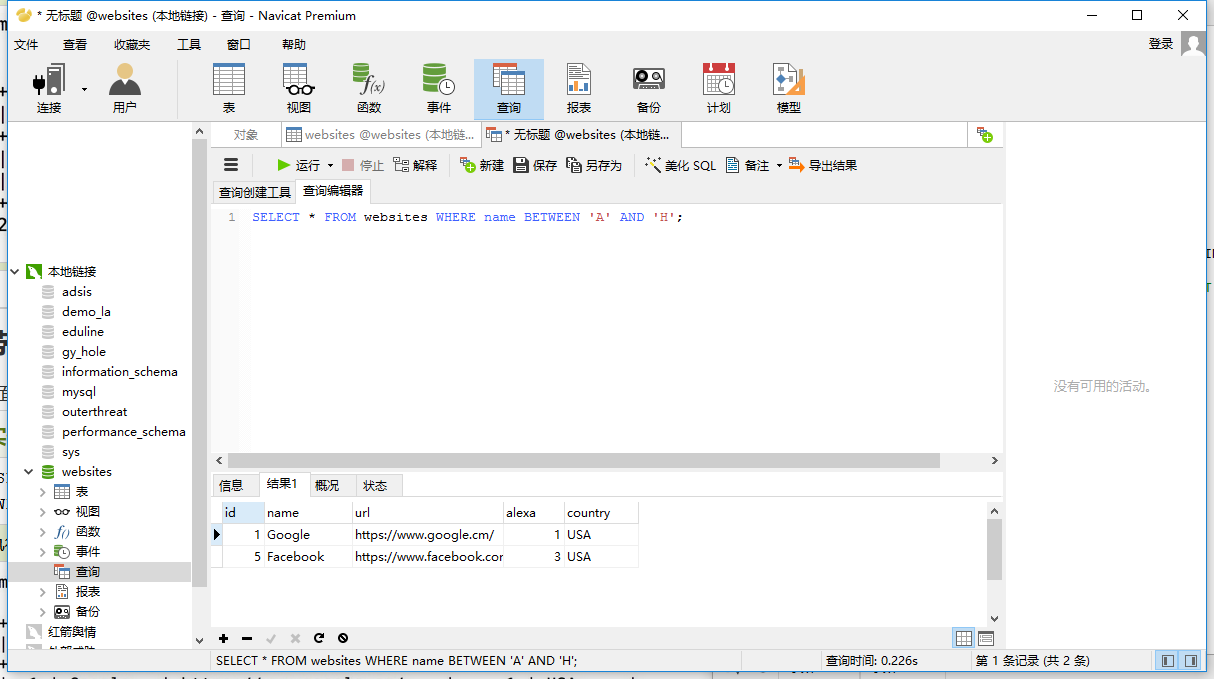 * 无标题 @websites (本地链接) - 查询 - Navicat Premium
文件 查看 收藏夹 工具 窗口 帮助 登录
连接 用户 表 视图 函数 事件 查询 报表 备份 计划 模型
对象 websites @websites (本地链... * 无标题 @websites (本地链...
运行 停止 解释 新建 保存 另存为 美化 SQL 备注 导出结果
查询创建工具 查询编辑器
1 SELECT * FROM websites WHERE name BETWEEN 'A' AND 'H';
本地链接
adsis
demo_la
eduline
gy_hole
information_schema
mysql
outerthreat
performance_schema
sys
websites
表
视图
函数
事件
查询
报表
备份
红箭舆情
没有可用的活动。
信息 结果1 概况 状态
id name url alexa country
1 Google https://www.google.cm/ 1 USA
5 Facebook https://www.facebook.cor 3 USA
SELECT * FROM websites WHERE name BETWEEN 'A' AND 'H'; 查询时间: 0.226s 第 1 条记录 (共 2 条)